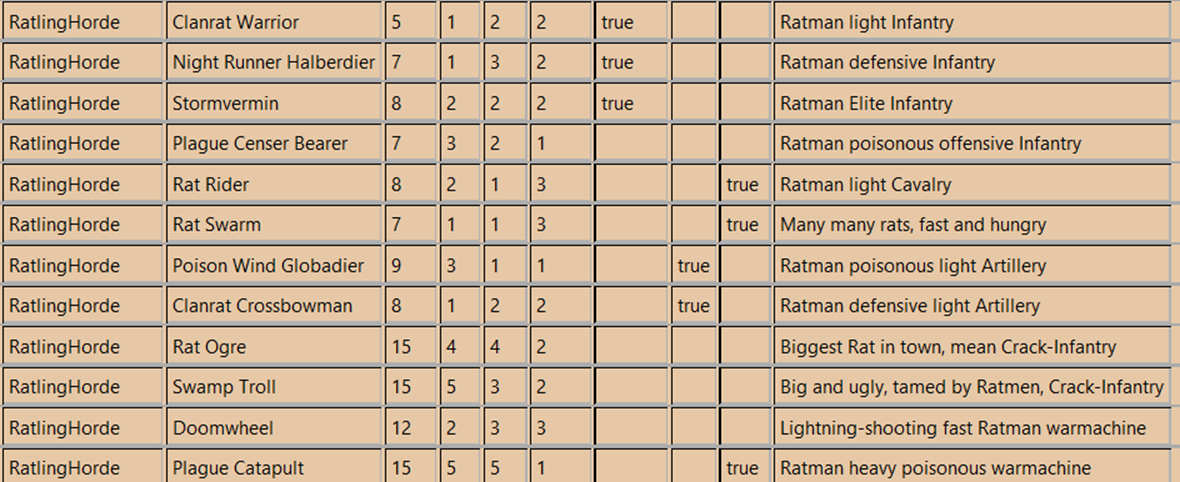 RatlingHorde Clanrat Warrior 5 1 2 2 true Ratman light Infantry
RatlingHorde Night Runner Halberdier 7 1 3 2 true Ratman defensive Infantry
RatlingHorde Stormvermin 8 2 2 2 true Ratman Elite Infantry
RatlingHorde Plague Censer Bearer 7 3 2 1 Ratman poisonous offensive Infantry
RatlingHorde Rat Rider 8 2 1 3 true Ratman light Cavalry
RatlingHorde Rat Swarm 7 1 1 3 true Many many rats, fast and hungry
RatlingHorde Poison Wind Globadier 9 3 1 1 true Ratman poisonous light Artillery
RatlingHorde Clanrat Crossbowman 8 1 2 2 true Ratman defensive light Artillery
RatlingHorde Rat Ogre 15 4 4 2 Biggest Rat in town, mean Crack-Infantry
RatlingHorde Swamp Troll 15 5 3 2 Big and ugly, tamed by Ratmen, Crack-Infantry
RatlingHorde Doomwheel 12 2 3 3 Lightning-shooting fast Ratman warmachine
RatlingHorde Plague Catapult 15 5 5 1 true Ratman heavy poisonous warmachine